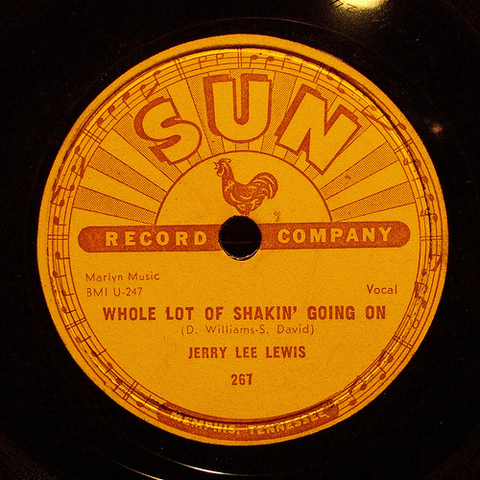 SUN
RECORD COMPANY
Marlyn Music
BMI U-247
Vocal
WHOLE LOT OF SHAKIN' GOING ON
(D. Williams-S. David)
JERRY LEE LEWIS
267
MEMPHIS, TENNESSEE